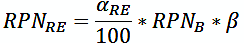 RPN_RE = α_RE/100 * RPN_B * β